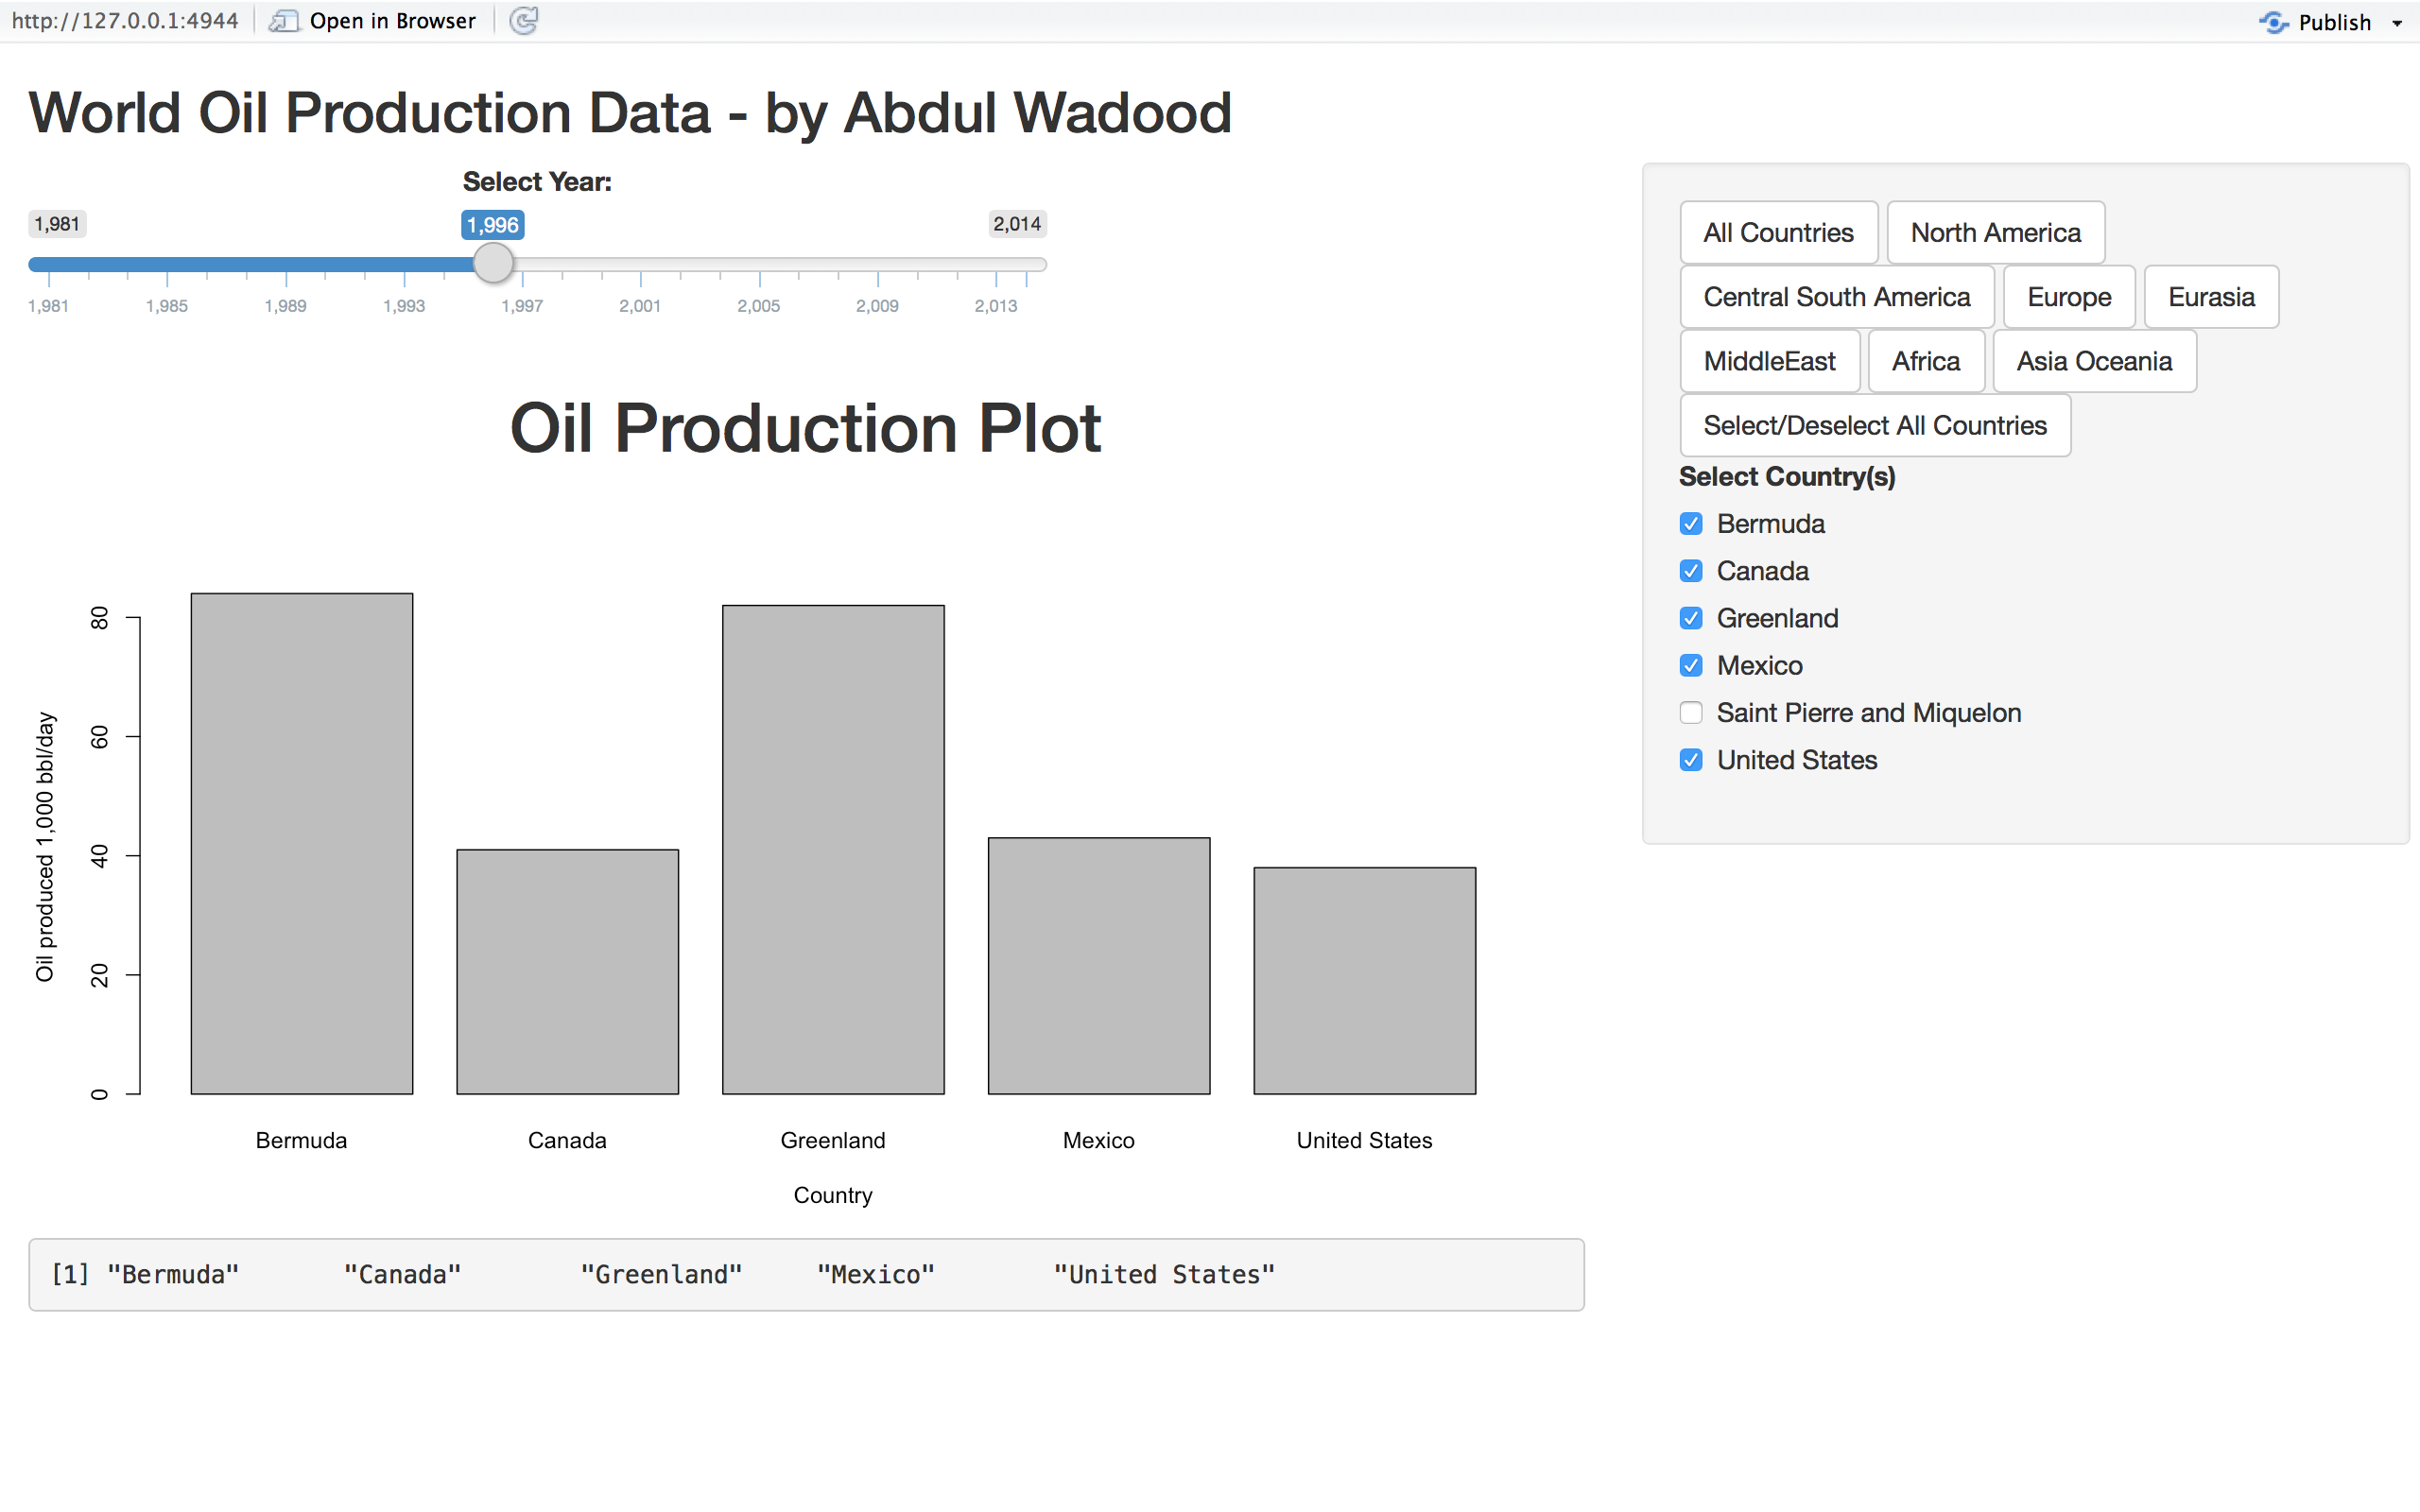 http://127.0.0.1:4944 Open in Browser Publish
World Oil Production Data - by Abdul Wadood
Select Year:
1,981 1,996 2,014
1,981 1,985 1,989 1,993 1,997 2,001 2,005 2,009 2,013
Oil Production Plot
Oil produced 1,000 bbl/day
80
60
40
20
0
Bermuda Canada Greenland Mexico United States
Country
[1] "Bermuda" "Canada" "Greenland" "Mexico" "United States"
All Countries North America
Central South America Europe Eurasia
MiddleEast Africa Asia Oceania
Select/Deselect All Countries
Select Country(s)
Bermuda
Canada
Greenland
Mexico
Saint Pierre and Miquelon
United States